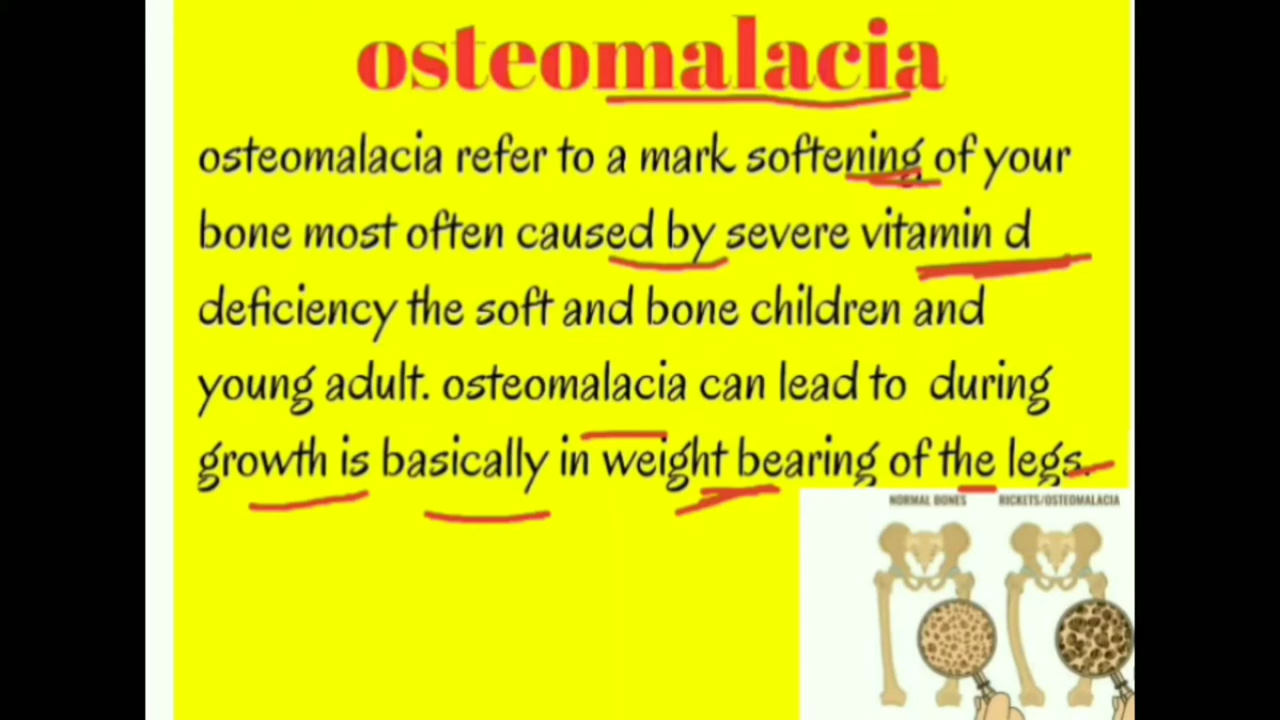 osteomalacia
osteomalacia refer to a mark softening of your
bone most often caused by severe vitamin d
deficiency the soft and bone children and
young adult. osteomalacia can lead to during
growth is basically in weight bearing of the legs.
NORMAL BONES RICKETS/OSTEOMALACIA